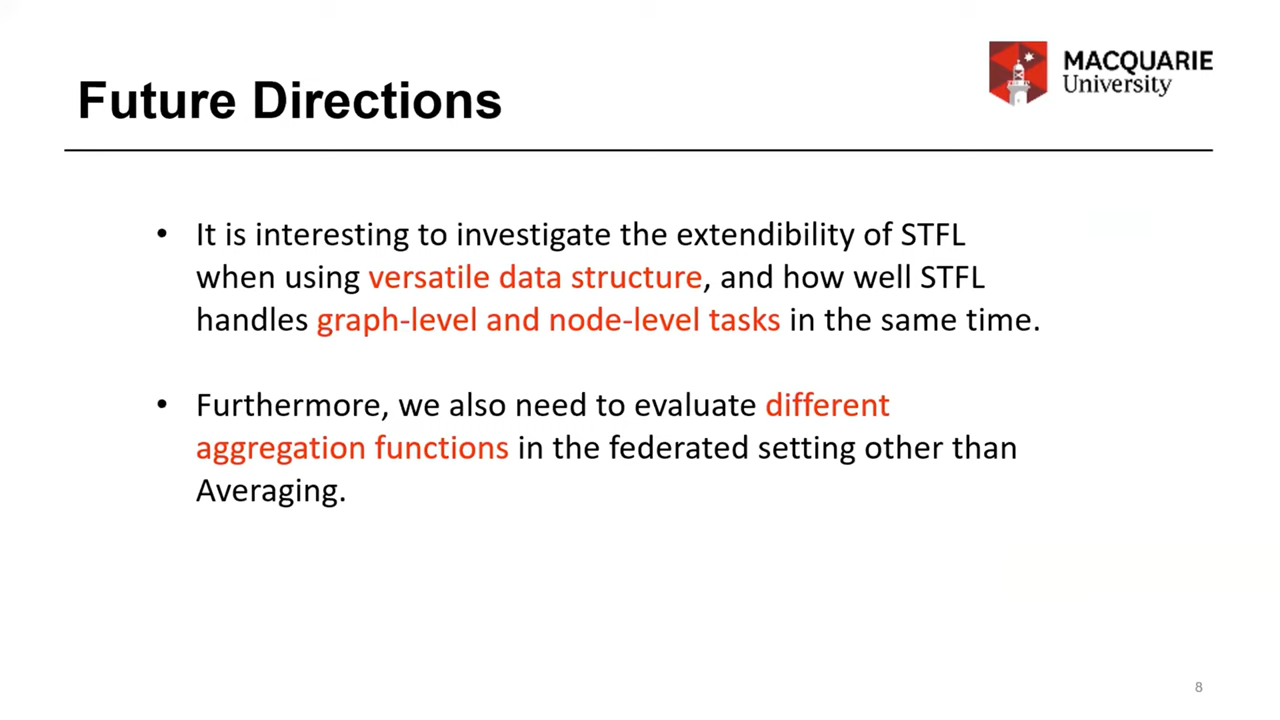 MACQUARIE
University
Future Directions
• It is interesting to investigate the extendibility of STFL
when using versatile data structure, and how well STFL
handles graph-level and node-level tasks in the same time.
• Furthermore, we also need to evaluate different
aggregation functions in the federated setting other than
Averaging.
8